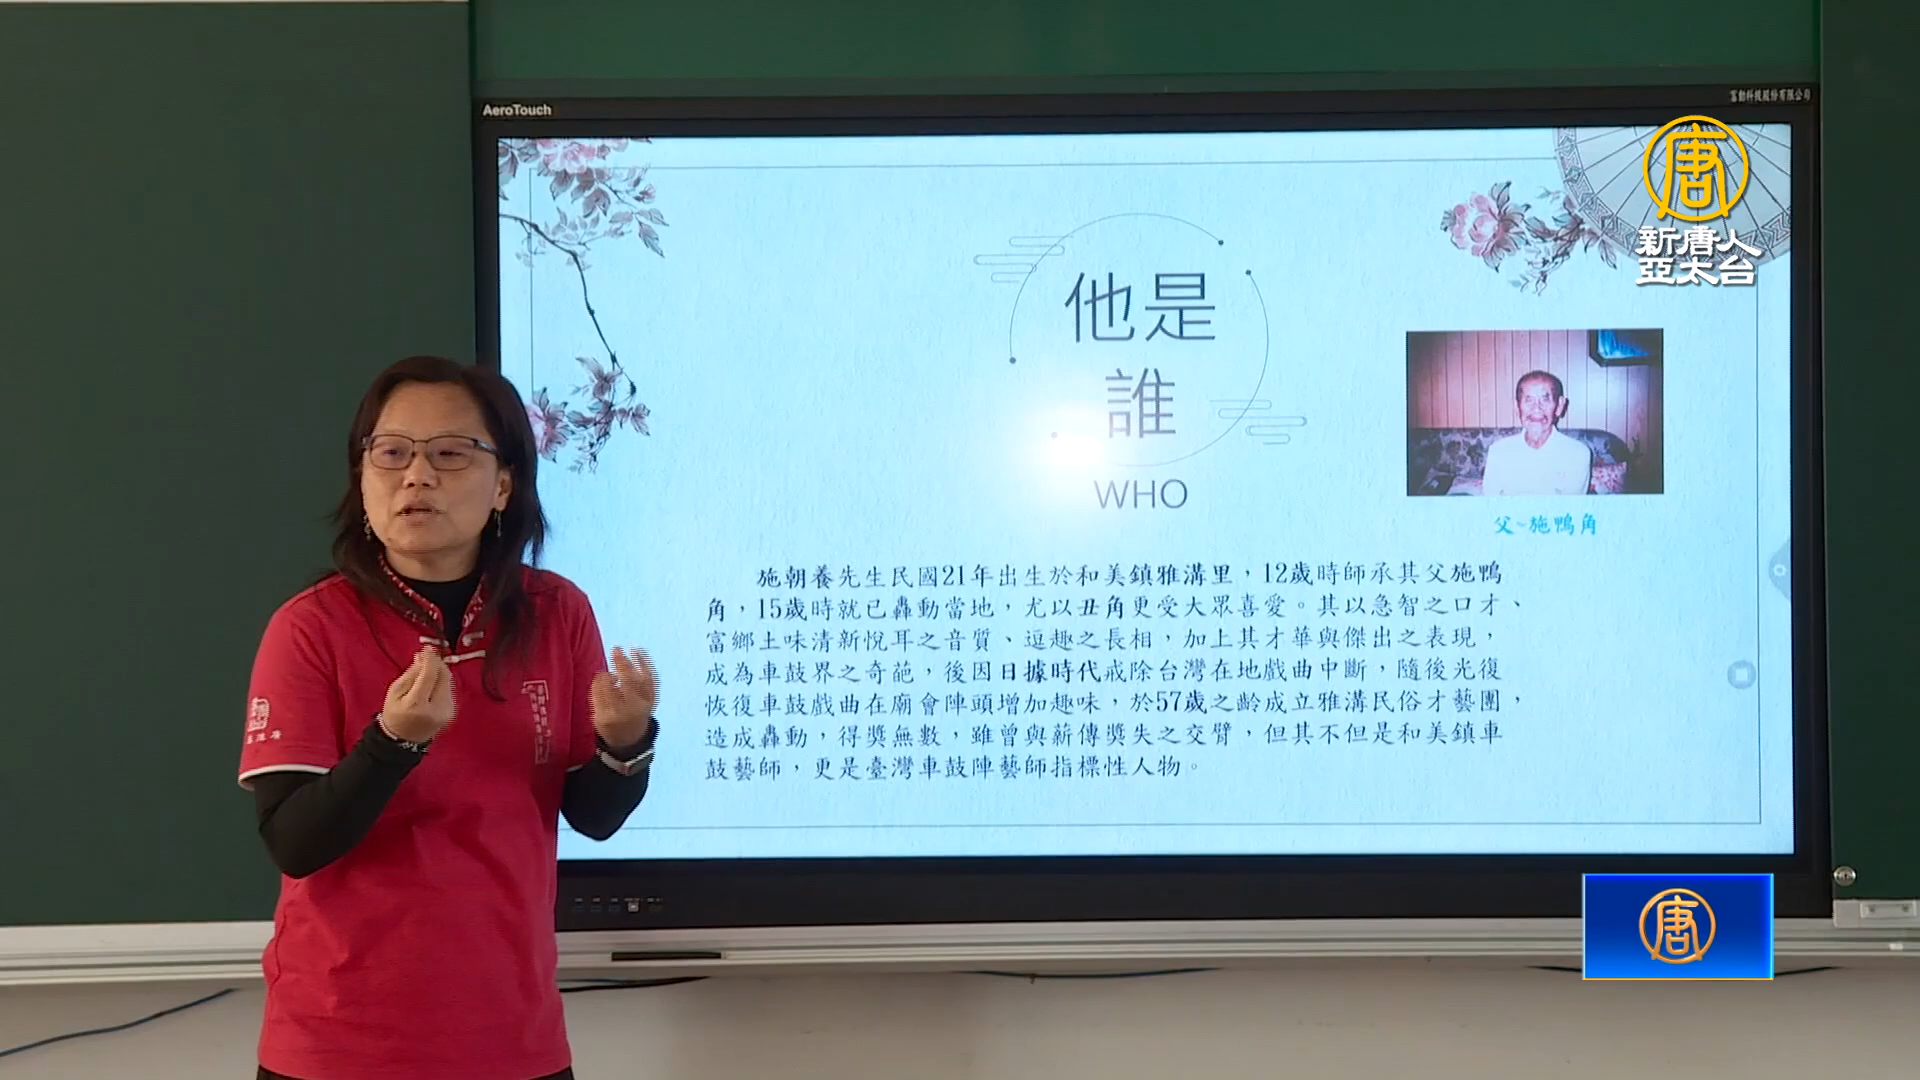 AeroTouch
富動科技股份有限公司
唐
新唐人
亞太台
他是
誰
WHO
父~施鴨角
施朝養先生民國21年出生於和美鎮雅溝里，12歲時師承其父施鴨
角，15歲時就已轟動當地，尤以丑角更受大眾喜愛。其以急智之口才、
富鄉土味清新悅耳之音質、逗趣之長相，加上其才華與傑出之表現，
成為車鼓界之奇葩，後因日據時代戒除台灣在地戲曲中斷，隨後光復
恢復車鼓戲曲在廟會陣頭增加趣味，於57歲之齡成立雅溝民俗才藝團，
造成轟動，得獎無數，雖曾與薪傳獎失之交臂，但其不但是和美鎮車
鼓藝師，更是臺灣車鼓陣藝師指標性人物。
唐